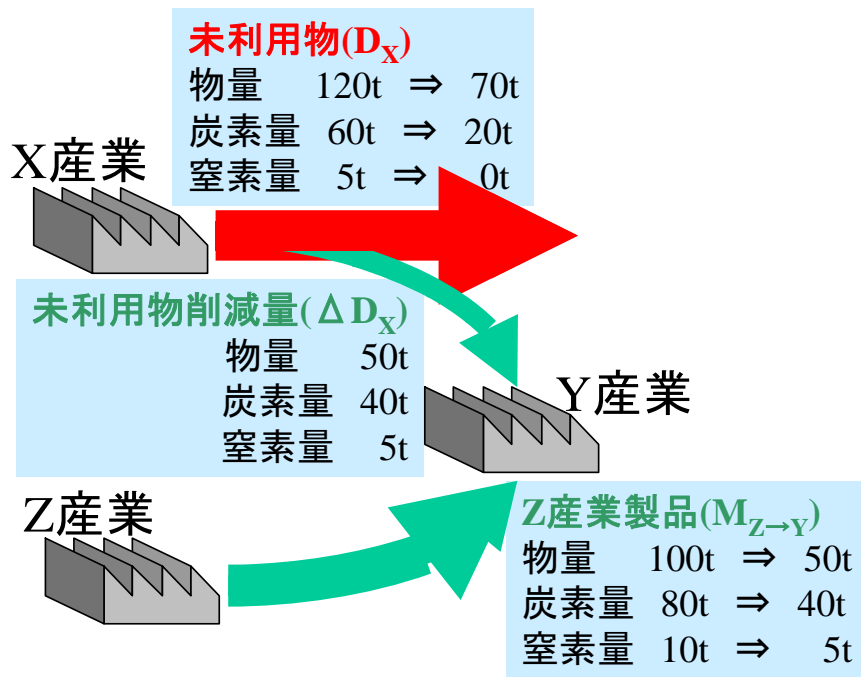 未利用物(DX)
物量 120t ⇒ 70t
炭素量 60t ⇒ 20t
窒素量 5t ⇒ 0t
X産業
未利用物削減量(ΔDX)
物量 50t
炭素量 40t
窒素量 5t
Y産業
Z産業
Z産業製品(MZ→Y)
物量 100t ⇒ 50t
炭素量 80t ⇒ 40t
窒素量 10t ⇒ 5t